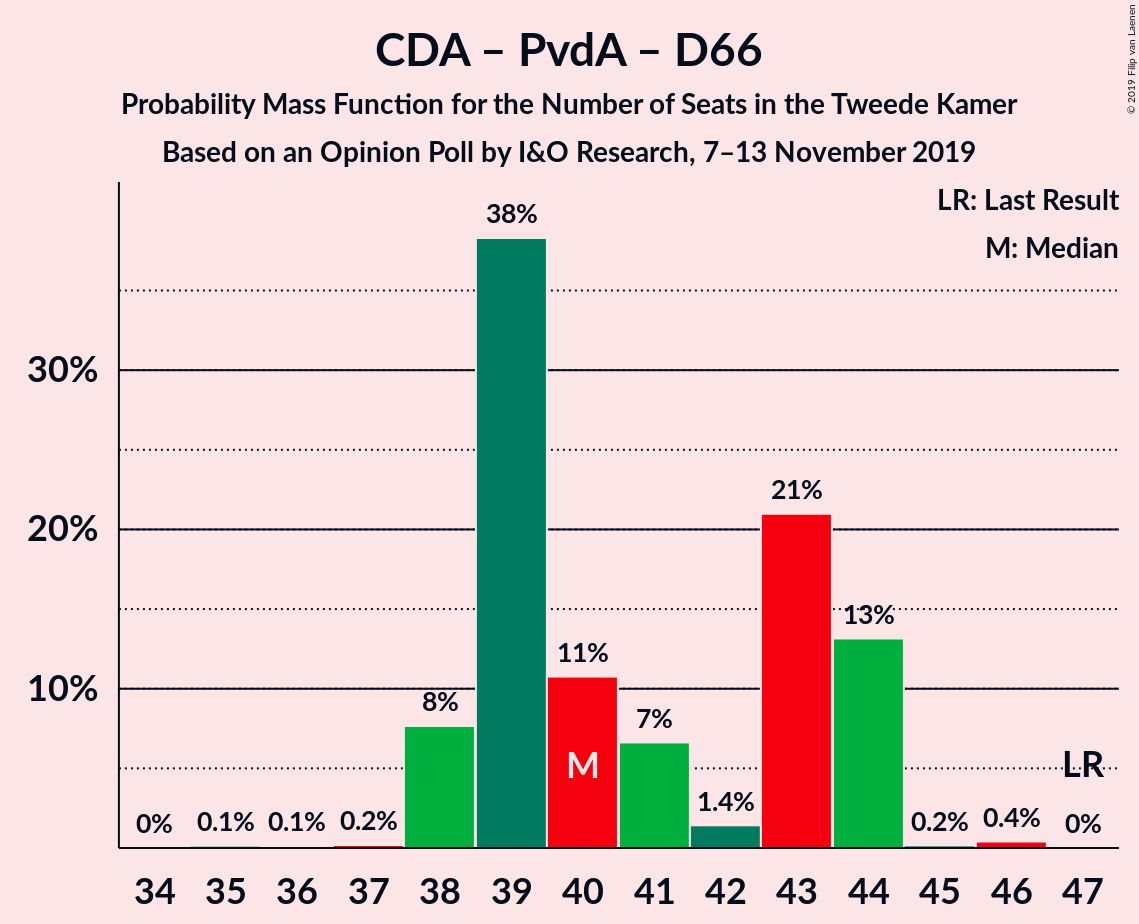 CDA – PvdA – D66
Probability Mass Function for the Number of Seats in the Tweede Kamer
Based on an Opinion Poll by I&O Research, 7–13 November 2019
© 2019 Filip van Laenen
LR: Last Result
M: Median
30%
20%
10%
0%
0.1%
0.1%
0.2%
8%
38%
11%
7%
1.4%
21%
13%
0.2%
0.4%
0%
M
LR
34 35 36 37 38 39 40 41 42 43 44 45 46 47